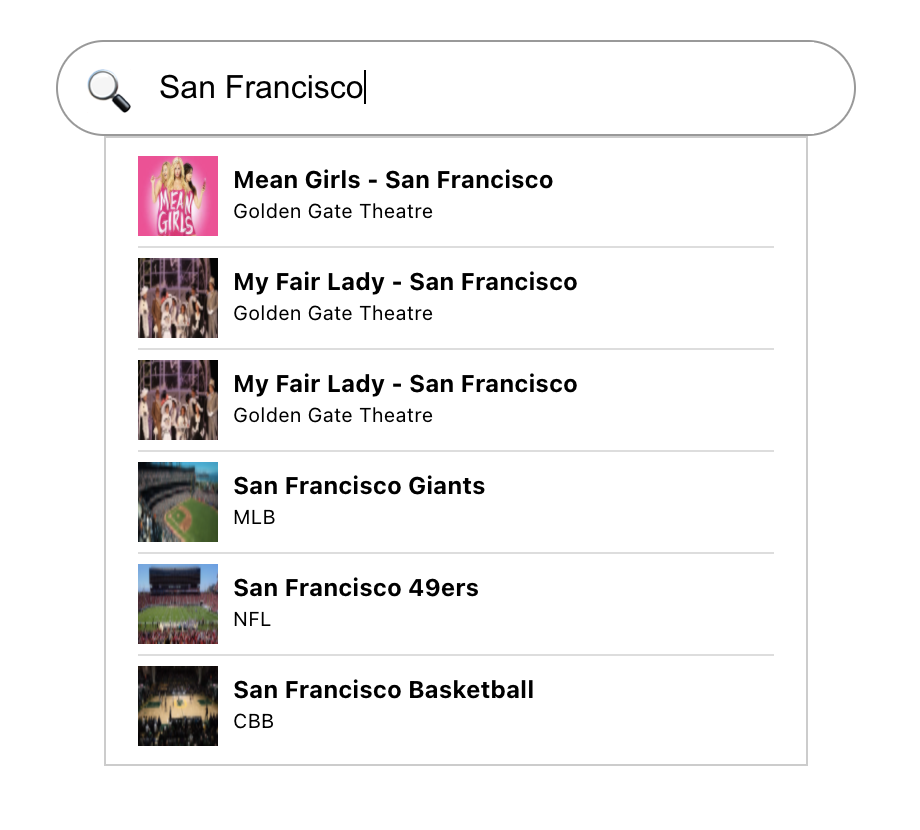 San Francisco
MEAN
GIRLS
Mean Girls - San Francisco
Golden Gate Theatre
My Fair Lady - San Francisco
Golden Gate Theatre
My Fair Lady - San Francisco
Golden Gate Theatre
San Francisco Giants
MLB
San Francisco 49ers
NFL
San Francisco Basketball
CBB